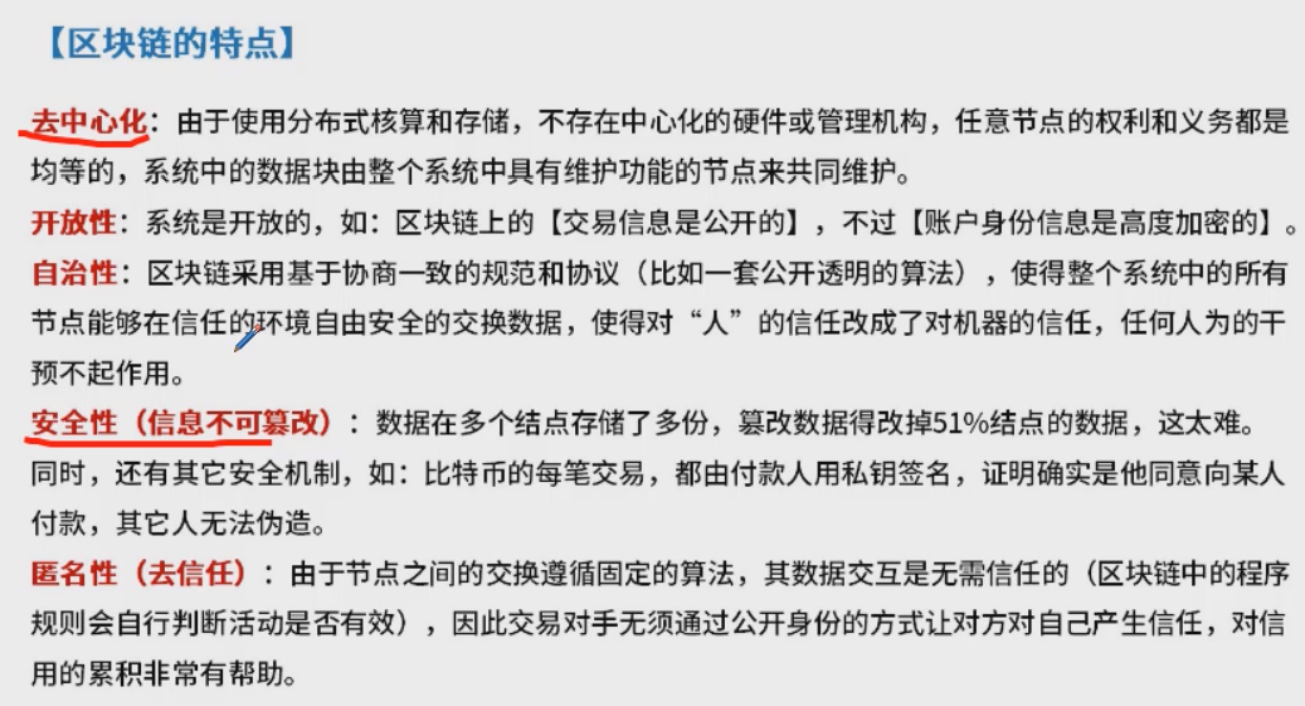 【区块链的特点】
去中心化：由于使用分布式核算和存储，不存在中心化的硬件或管理机构，任意节点的权利和义务都是
均等的，系统中的数据块由整个系统中具有维护功能的节点来共同维护。
开放性：系统是开放的，如：区块链上的【交易信息是公开的】，不过【账户身份信息是高度加密的】。
自治性：区块链采用基于协商一致的规范和协议（比如一套公开透明的算法），使得整个系统中的所有
节点能够在信任的环境自由安全的交换数据，使得对“人”的信任改成了对机器的信任，任何人为的干
预不起作用。
安全性（信息不可篡改）：数据在多个结点存储了多份，篡改数据得改掉51%结点的数据，这太难。
同时，还有其它安全机制，如：比特币的每笔交易，都由付款人用私钥签名，证明确实是他同意向某人
付款，其它人无法伪造。
匿名性（去信任）：由于节点之间的交换遵循固定的算法，其数据交互是无需信任的（区块链中的程序
规则会自行判断活动是否有效），因此交易对手无须通过公开身份的方式让对方对自己产生信任，对信
用的累积非常有帮助。